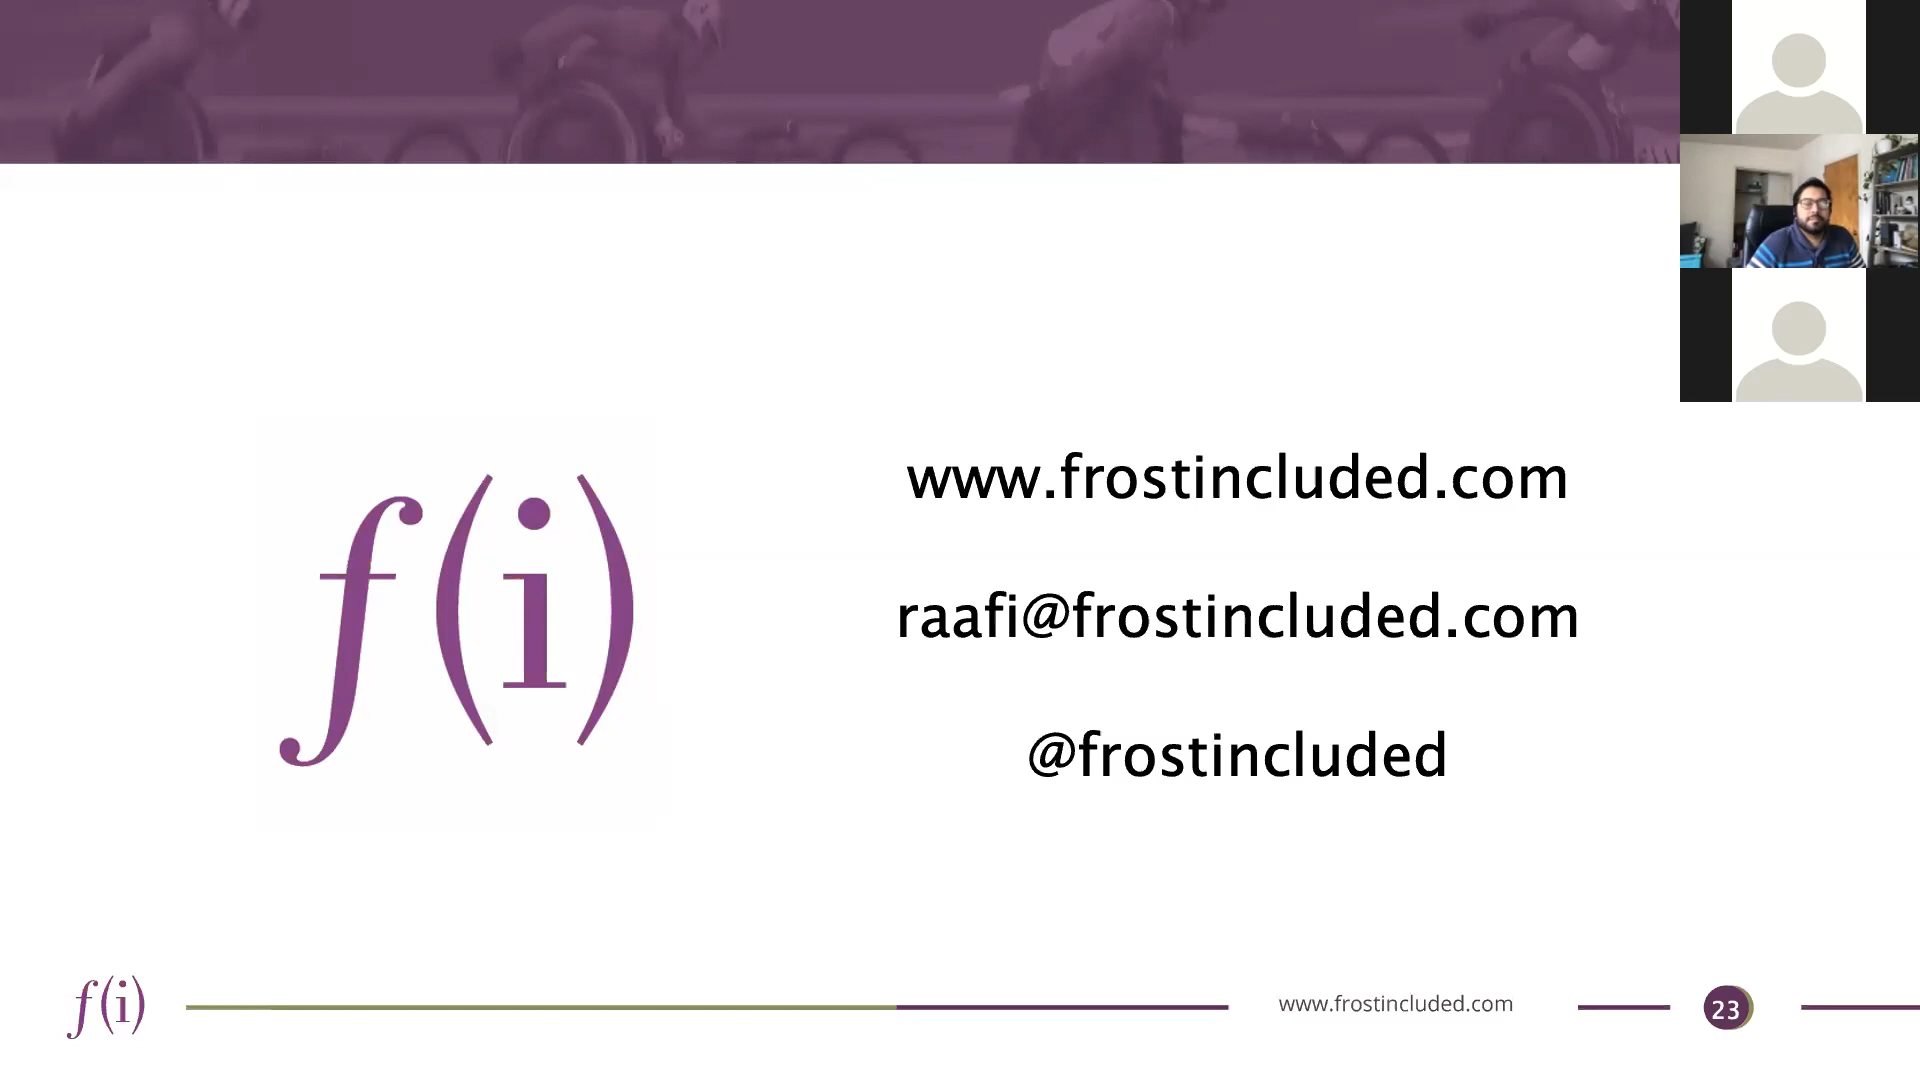 f(i)
www.frostincluded.com
raafi@frostincluded.com
@frostincluded
f(i)
www.frostincluded.com
23